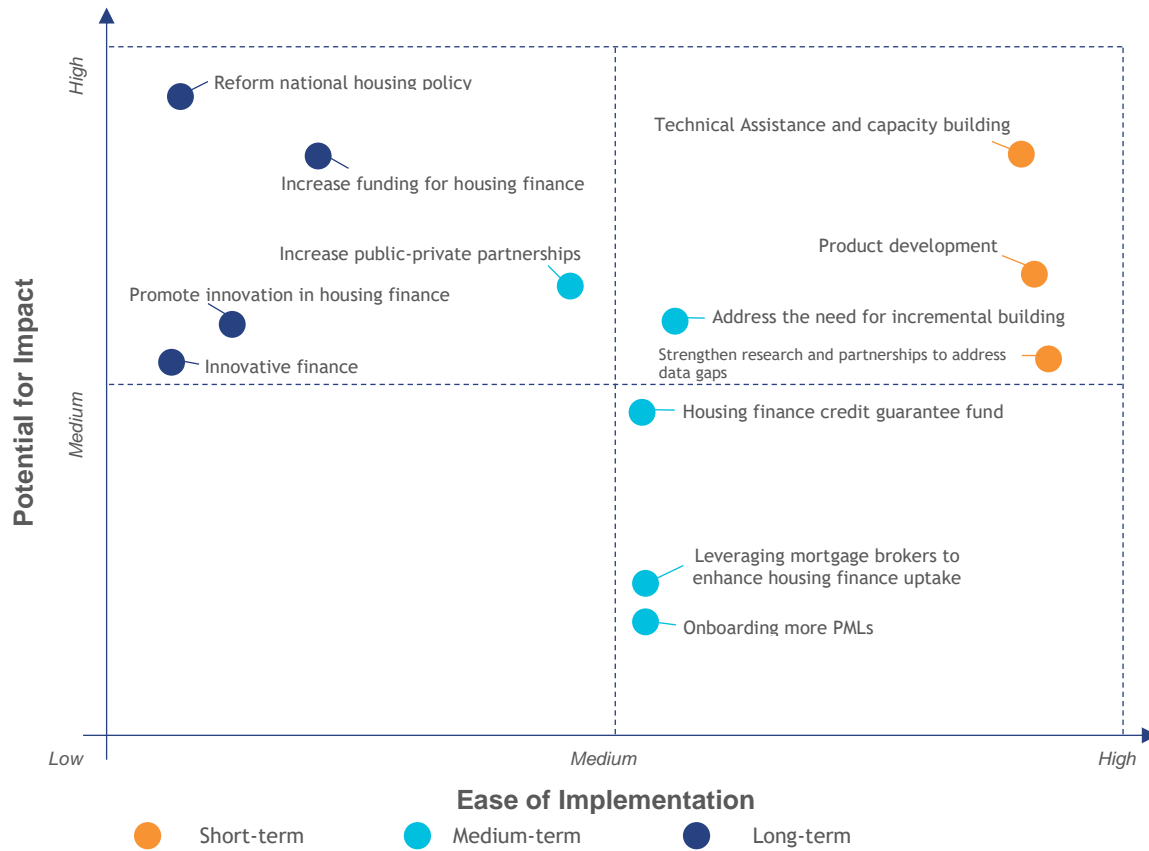 High
Reform national housing policy
Technical Assistance and capacity building
Increase funding for housing finance
Increase public-private partnerships
Product development
Promote innovation in housing finance
Address the need for incremental building
Innovative finance
Strengthen research and partnerships to address
data gaps
Potential for Impact
Medium
Housing finance credit guarantee fund
Leveraging mortgage brokers to
enhance housing finance uptake
Onboarding more PMLs
Low
Medium
High
Ease of Implementation
Short-term
Medium-term
Long-term